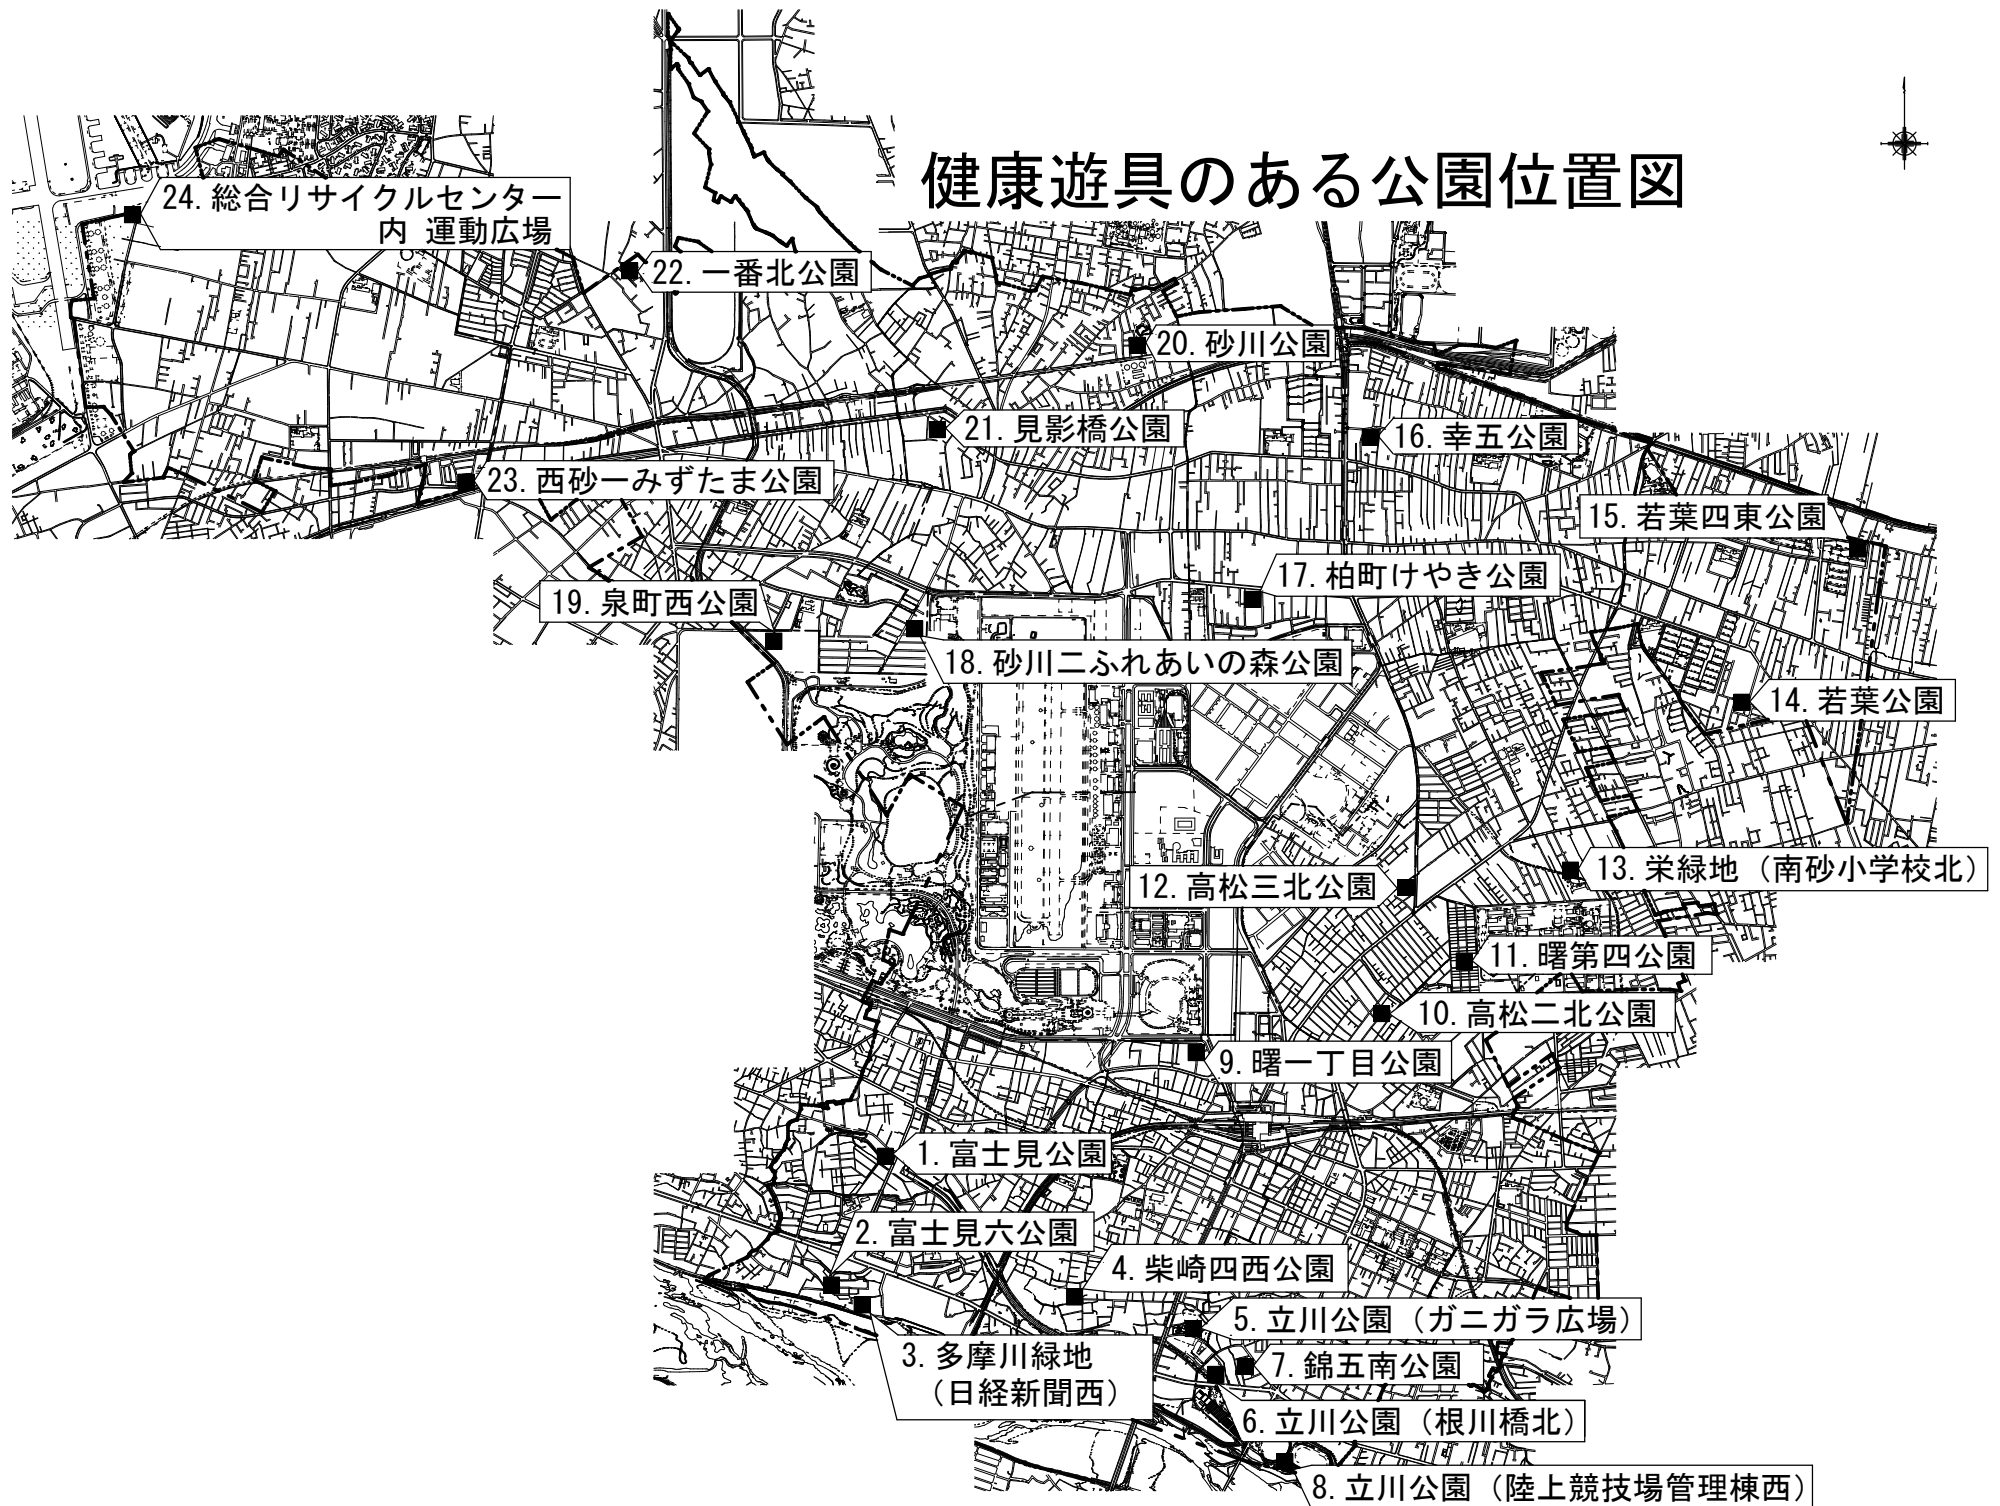 健康遊具のある公園位置図
24.総合リサイクルセンター
内 運動広場
22.一番北公園
20.砂川公園
21.見影橋公園
16.幸五公園
23.西砂一みずたま公園
15.若葉四東公園
17.柏町けやき公園
19.泉町西公園
18.砂川二ふれあいの森公園
14.若葉公園
13.栄緑地（南砂小学校北）
12.高松三北公園
11.曙第四公園
10.高松二北公園
9.曙一丁目公園
1.富士見公園
2.富士見六公園
4.柴崎四西公園
5.立川公園（ガニガラ広場）
3.多摩川緑地
（日経新聞西）
7.錦五南公園
6.立川公園（根川橋北）
8.立川公園（陸上競技場管理棟西）